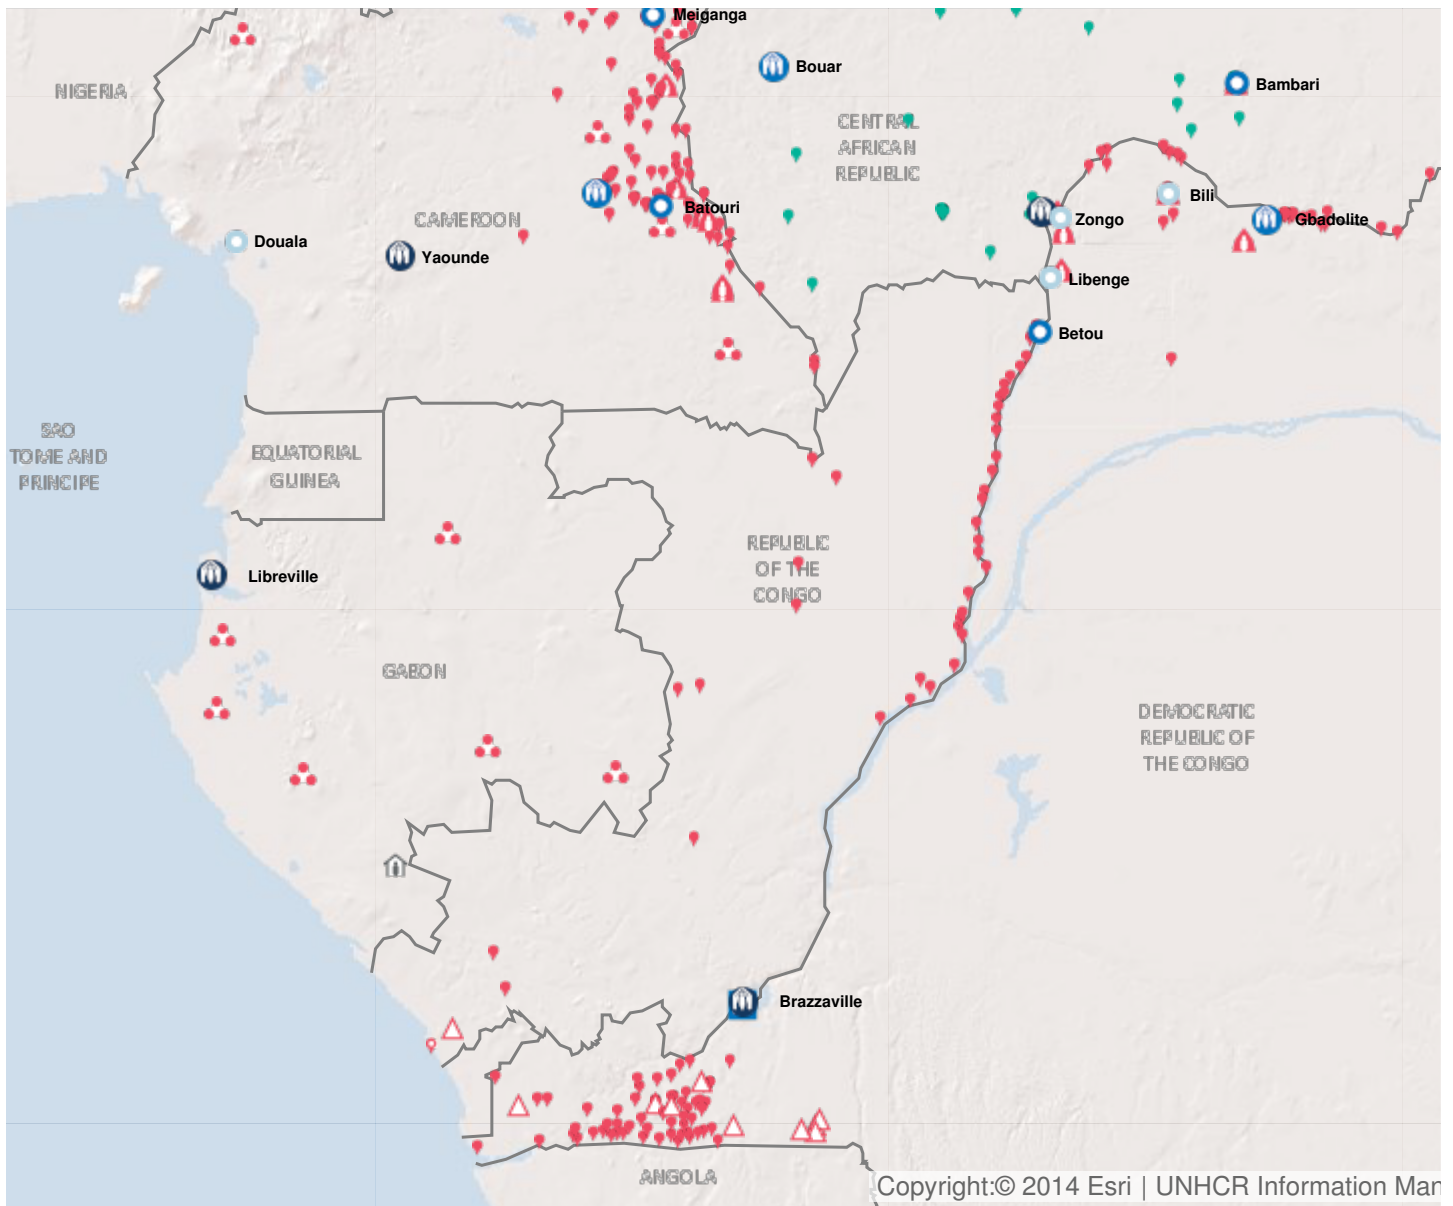 Meiganga
Bouar
NIGERIA
Bambari
CENTRAL
AFRICAN
REPUBLIC
Bili
Batouri
CAMEROON
Zongo
Gbadolite
Douala
Yaounde
Libenge
Betou
SAO
TOME AND
PRINCIPE
EQUATORIAL
GUINEA
REPUBLIC
OF THE
CONGO
Libreville
GABON
DEMOCRATIC
REPUBLIC OF
THE CONGO
Brazzaville
ANGOLA
Copyright:© 2014 Esri | UNHCR Information Man